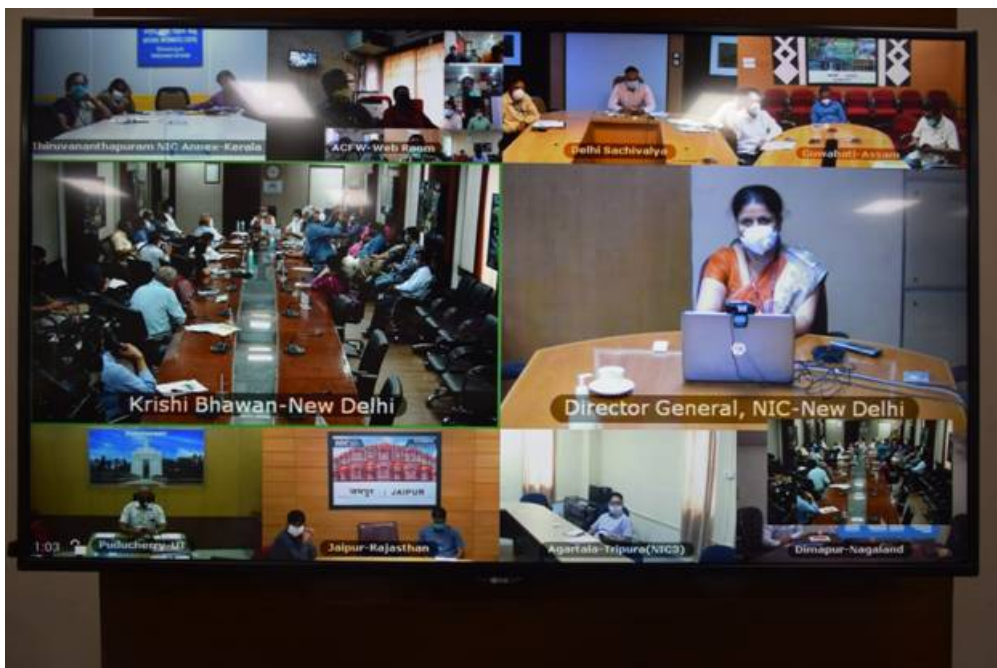 Thiruvananthapuram NIC Annex-Kerala
ACFW-Web Room
Delhi Sachivalya
Guwahati-Assam
Krishi Bhawan-New Delhi
Director General, NIC-New Delhi
1:03
Puducherry-UT
जयपुर : JAIPUR
Jaipur-Rajasthan
Agartala-Tripura(NIC3)
Dimapur-Nagaland